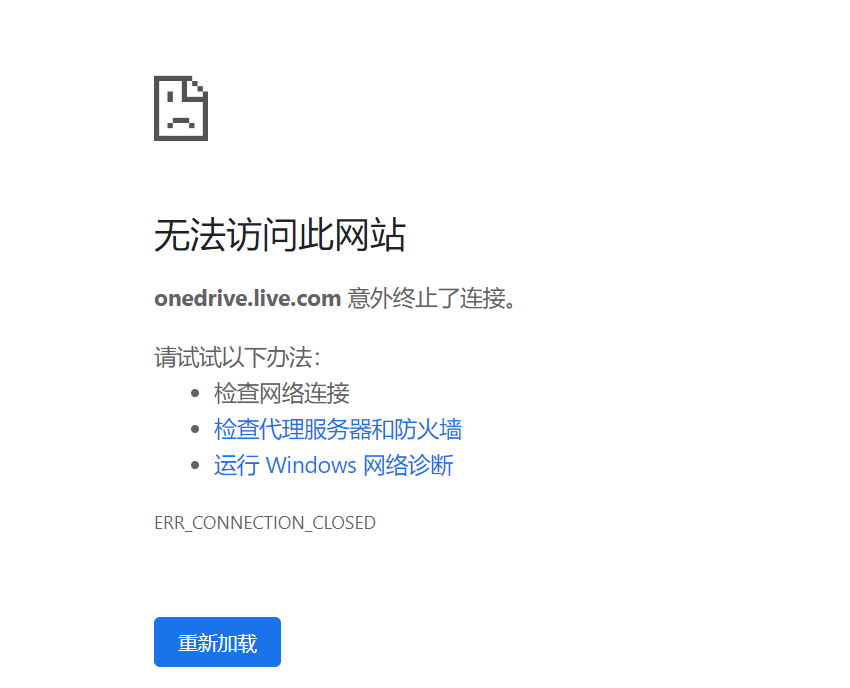 无法访问此网站
onedrive.live.com 意外终止了连接。
请试试以下办法：
• 检查网络连接
• 检查代理服务器和防火墙
• 运行 Windows 网络诊断
ERR_CONNECTION_CLOSED
重新加载